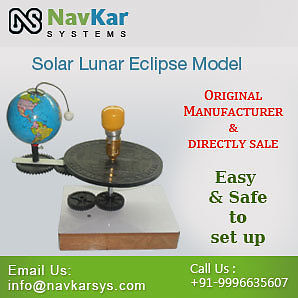 NavKar
SYSTEMS
Solar Lunar Eclipse Model
ORIGINAL
MANUFACTURER
&
DIRECTLY SALE
Easy
& Safe
to
set up
Email Us:
info@navkarsys.com
Call Us :
+91-9996635607